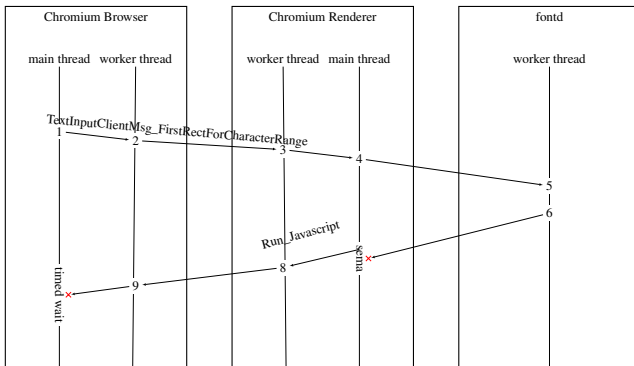 Chromium Browser
Chromium Renderer
fontd
main thread
worker thread
worker thread
main thread
worker thread
TextInputClientMsg_FirstRectForCharacterRange
1
2
3
4
5
6
Run_Javascript
sema
8
9
timed wait